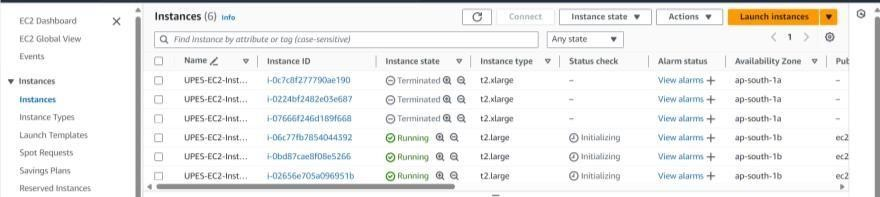 EC2 Dashboard
EC2 Global View
Events
Instances
Instances
Instance Types
Launch Templates
Spot Requests
Savings Plans
Reserved Instances
Instances (6) Info
Connect Instance state Actions Launch instances
Find Instance by attribute or tag (case-sensitive) Any state 1
Name Instance ID Instance state Instance type Status check Alarm status Availability Zone Pub
UPES-EC2-Inst... i-0c7c8f277790ae190 Terminated t2.xlarge – View alarms + ap-south-1a –
UPES-EC2-Inst... i-0224bf2482e03e687 Terminated t2.xlarge – View alarms + ap-south-1a –
UPES-EC2-Inst... i-07666f246d189f668 Terminated t2.xlarge – View alarms + ap-south-1a –
UPES-EC2-Inst... i-06c77fb7854044392 Running t2.large Initializing View alarms + ap-south-1b ec2
UPES-EC2-Inst... i-0bd87cae8f08e5266 Running t2.large Initializing View alarms + ap-south-1b ec2
UPES-EC2-Inst... i-02656e705a096951b Running t2.large Initializing View alarms + ap-south-1b ec2